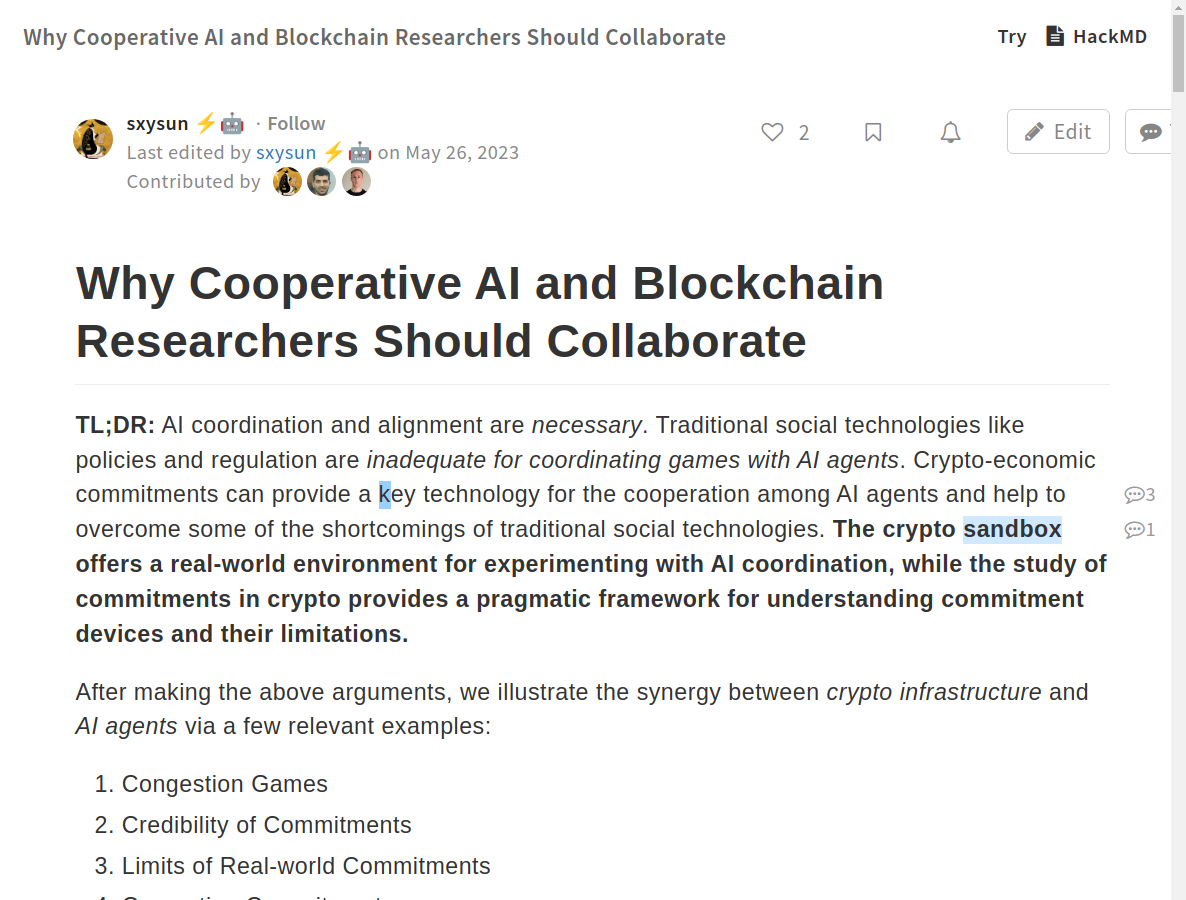 Why Cooperative AI and Blockchain Researchers Should Collaborate
Try HackMD
sxysun ⚡🤖 · Follow
2
Edit
Last edited by sxysun ⚡🤖 on May 26, 2023
Contributed by
Why Cooperative AI and Blockchain
Researchers Should Collaborate
TL;DR: AI coordination and alignment are necessary. Traditional social technologies like
policies and regulation are inadequate for coordinating games with AI agents. Crypto-economic
commitments can provide a key technology for the cooperation among AI agents and help to
3
overcome some of the shortcomings of traditional social technologies. The crypto sandbox
1
offers a real-world environment for experimenting with AI coordination, while the study of
commitments in crypto provides a pragmatic framework for understanding commitment
devices and their limitations.
After making the above arguments, we illustrate the synergy between crypto infrastructure and
AI agents via a few relevant examples:
1. Congestion Games
2. Credibility of Commitments
3. Limits of Real-world Commitments